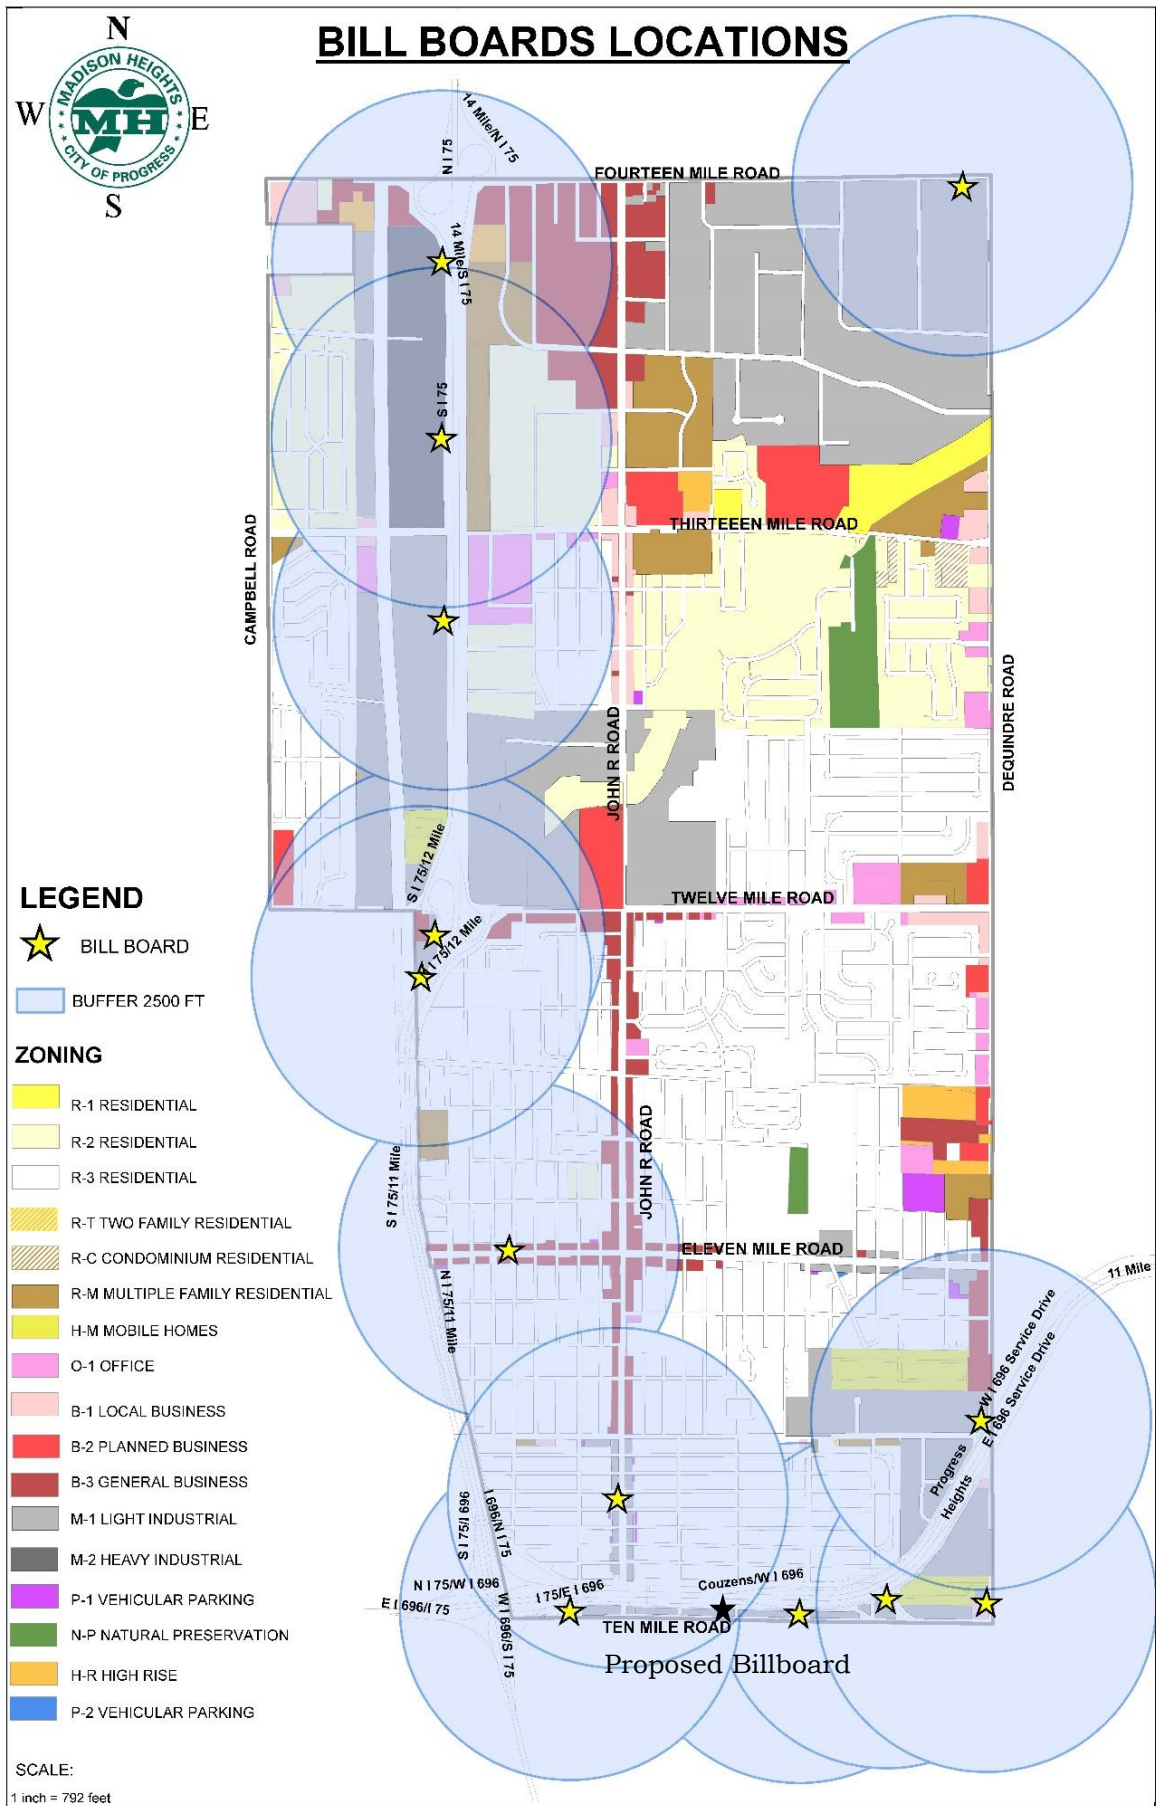 BILL BOARDS LOCATIONS
N
W
E
S
MADISON HEIGHTS
MH
CITY OF PROGRESS
14 Mile/N I 75
N I 75
FOURTEEN MILE ROAD
14 Mile/S I 75
S I 75
THIRTEEEN MILE ROAD
CAMPBELL ROAD
DEQUINDRE ROAD
JOHN R ROAD
S I 75/12 Mile
TWELVE MILE ROAD
I 75/12 Mile
LEGEND
BILL BOARD
BUFFER 2500 FT
ZONING
R-1 RESIDENTIAL
R-2 RESIDENTIAL
R-3 RESIDENTIAL
R-T TWO FAMILY RESIDENTIAL
R-C CONDOMINIUM RESIDENTIAL
R-M MULTIPLE FAMILY RESIDENTIAL
H-M MOBILE HOMES
O-1 OFFICE
B-1 LOCAL BUSINESS
B-2 PLANNED BUSINESS
B-3 GENERAL BUSINESS
M-1 LIGHT INDUSTRIAL
M-2 HEAVY INDUSTRIAL
P-1 VEHICULAR PARKING
N-P NATURAL PRESERVATION
H-R HIGH RISE
P-2 VEHICULAR PARKING
JOHN R ROAD
S I 75/11 Mile
ELEVEN MILE ROAD
N I 75/11 Mile
11 Mile
W I 696 Service Drive
E I 696 Service Drive
Progress
Heights
S I 75/I 696
I 696/N I 75
N I 75/W I 696
E I 696/I 75
I 75/E I 696
W I 696/S I 75
Couzens/W I 696
TEN MILE ROAD
Proposed Billboard
SCALE:
1 inch = 792 feet